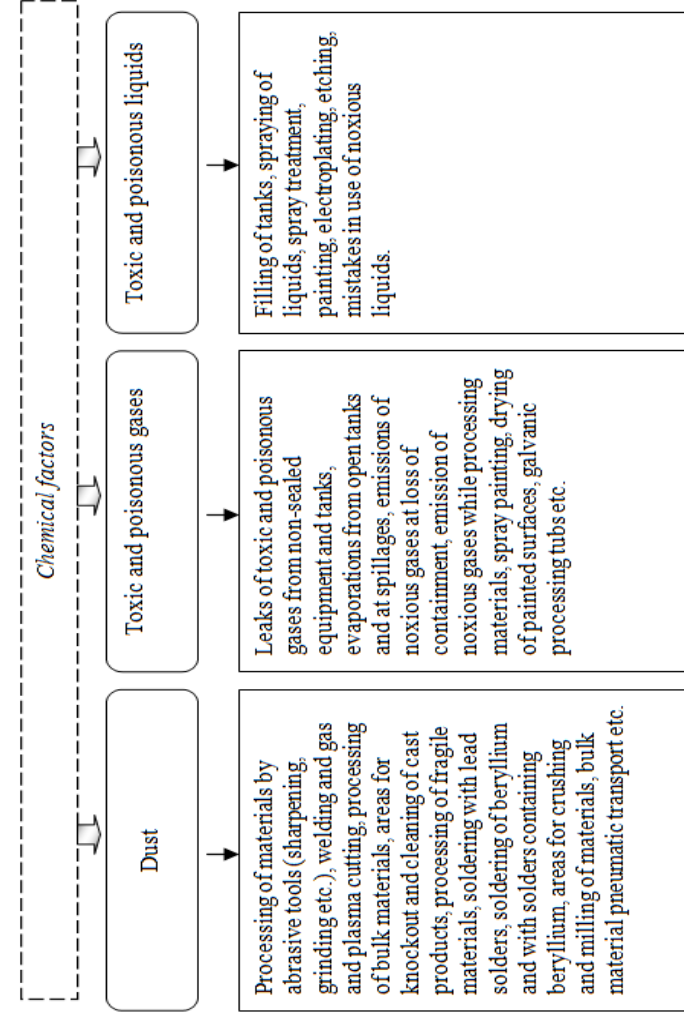 Chemical factors
Dust
Processing of materials by
abrasive tools (sharpening,
grinding etc.), welding and gas
and plasma cutting, processing
of bulk materials, areas for
knockout and cleaning of cast
products, processing of fragile
materials, soldering with lead
solders, soldering of beryllium
and with solders containing
beryllium, areas for crushing
and milling of materials, bulk
material pneumatic transport etc.
Toxic and poisonous gases
Leaks of toxic and poisonous
gases from non-sealed
equipment and tanks,
evaporations from open tanks
and at spillages, emissions of
noxious gases at loss of
containment, emission of
noxious gases while processing
materials, spray painting, drying
of painted surfaces, galvanic
processing tubs etc.
Toxic and poisonous liquids
Filling of tanks, spraying of
liquids, spray treatment,
painting, electroplating, etching,
mistakes in use of noxious
liquids.